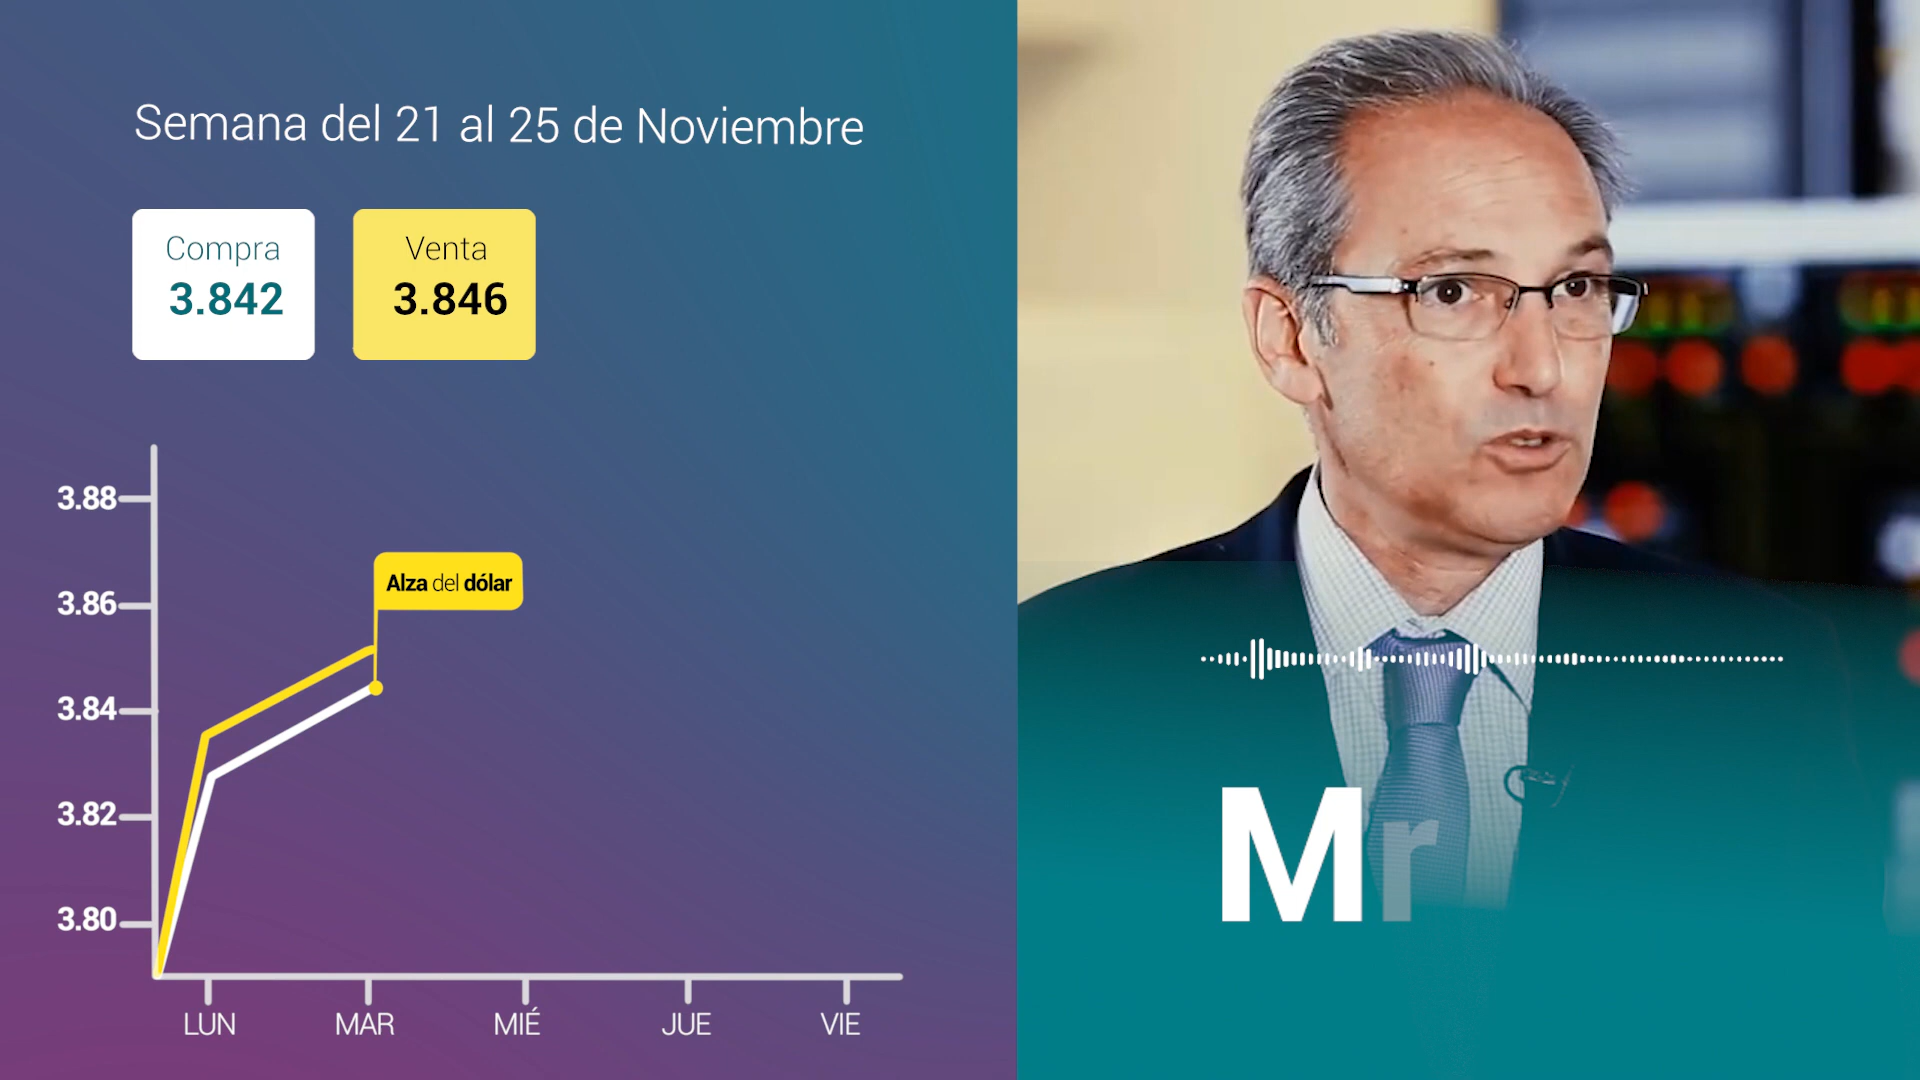 Semana del 21 al 25 de Noviembre
Compra
3.842
Venta
3.846
3.88
3.86
3.84
3.82
3.80
Alza del dólar
LUN
MAR
MIÉ
JUE
VIE
Mr